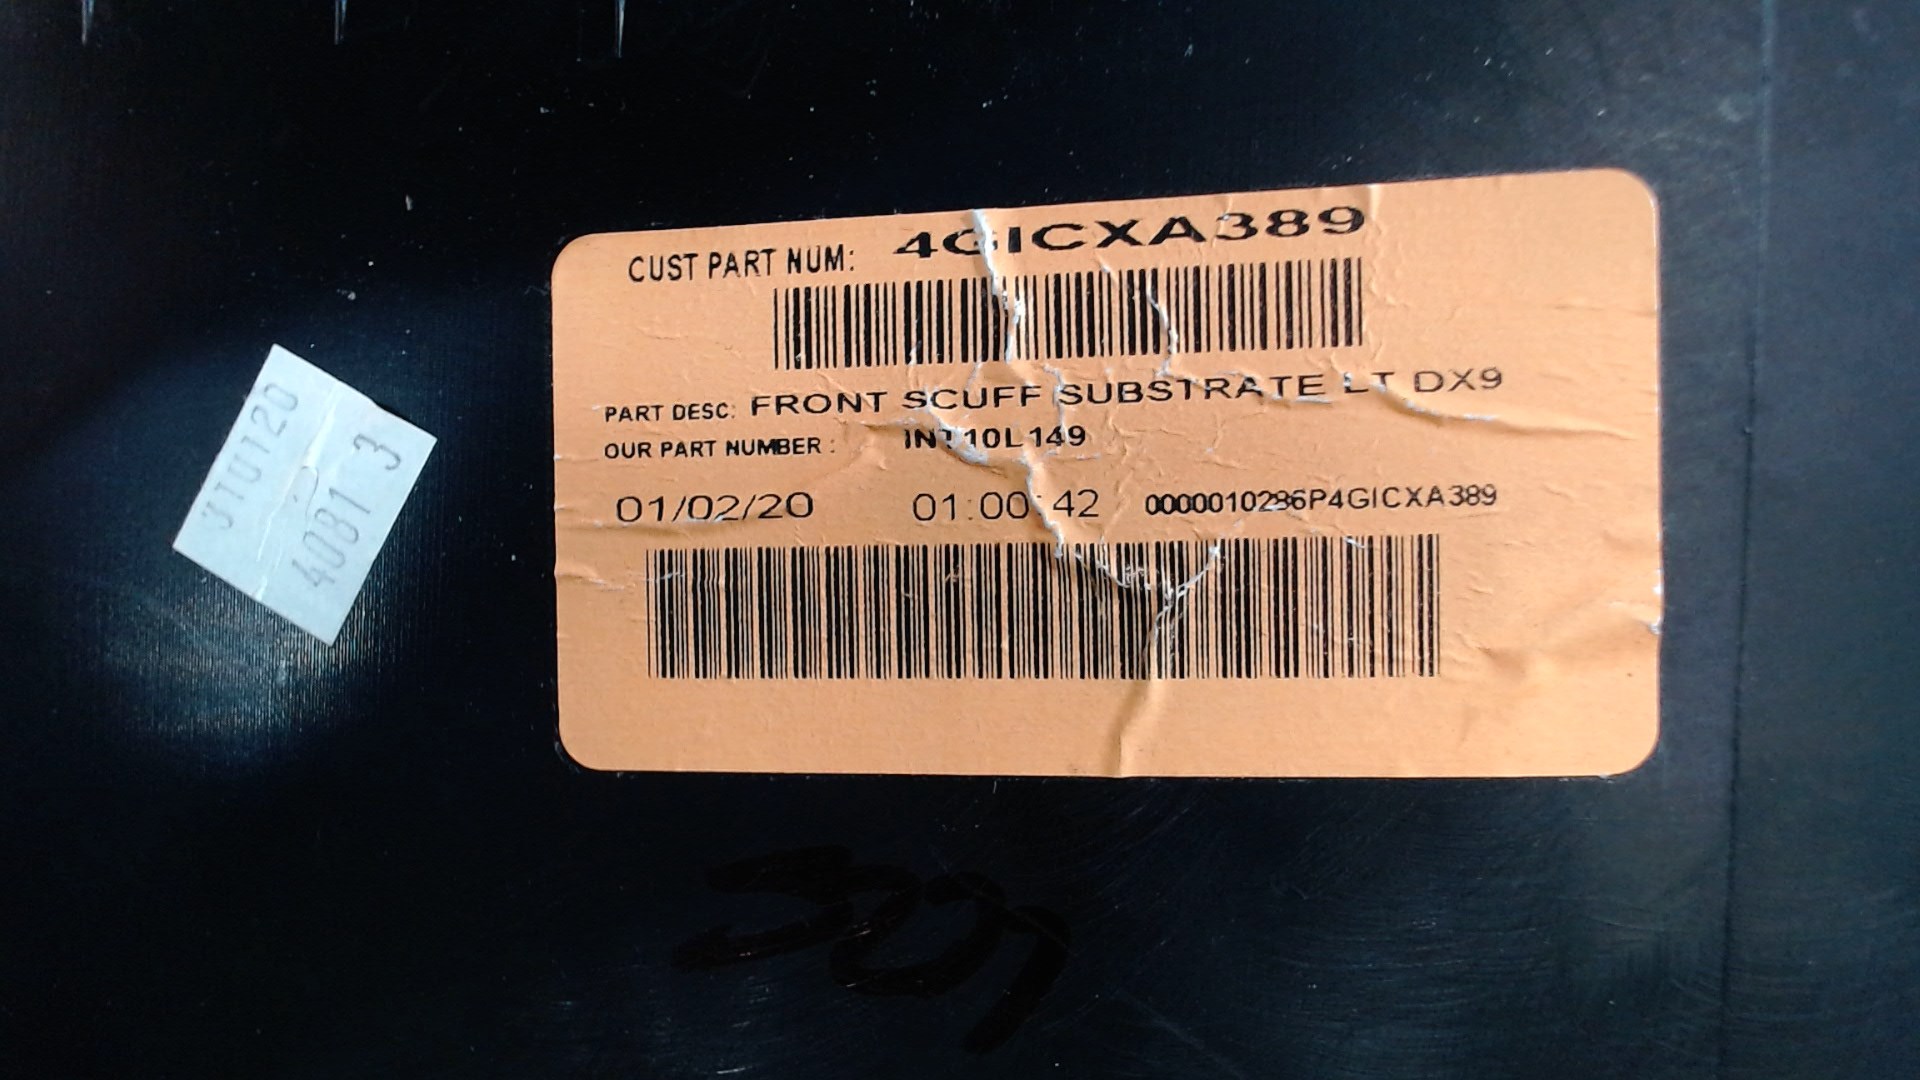 CUST PART NUM: 4GICXA389
PART DESC: FRONT SCUFF SUBSTRATE LT DX9
OUR PART NUMBER: INT10L149
01/02/20 01:00:42 0000010286P4GICXA389
4081 3